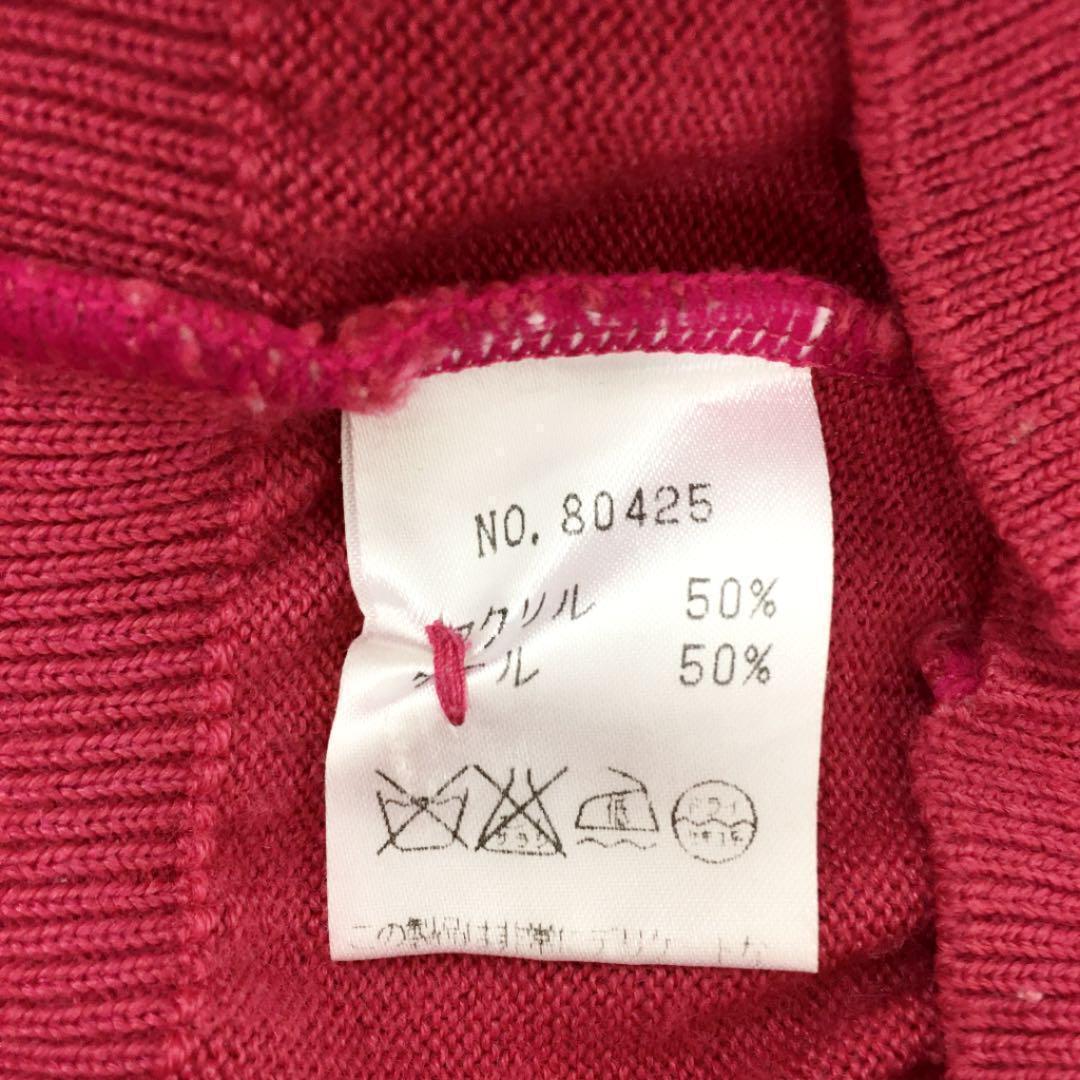 NO. 80425
アクリル 50%
ウール 50%
この製品は非常にデリケートな